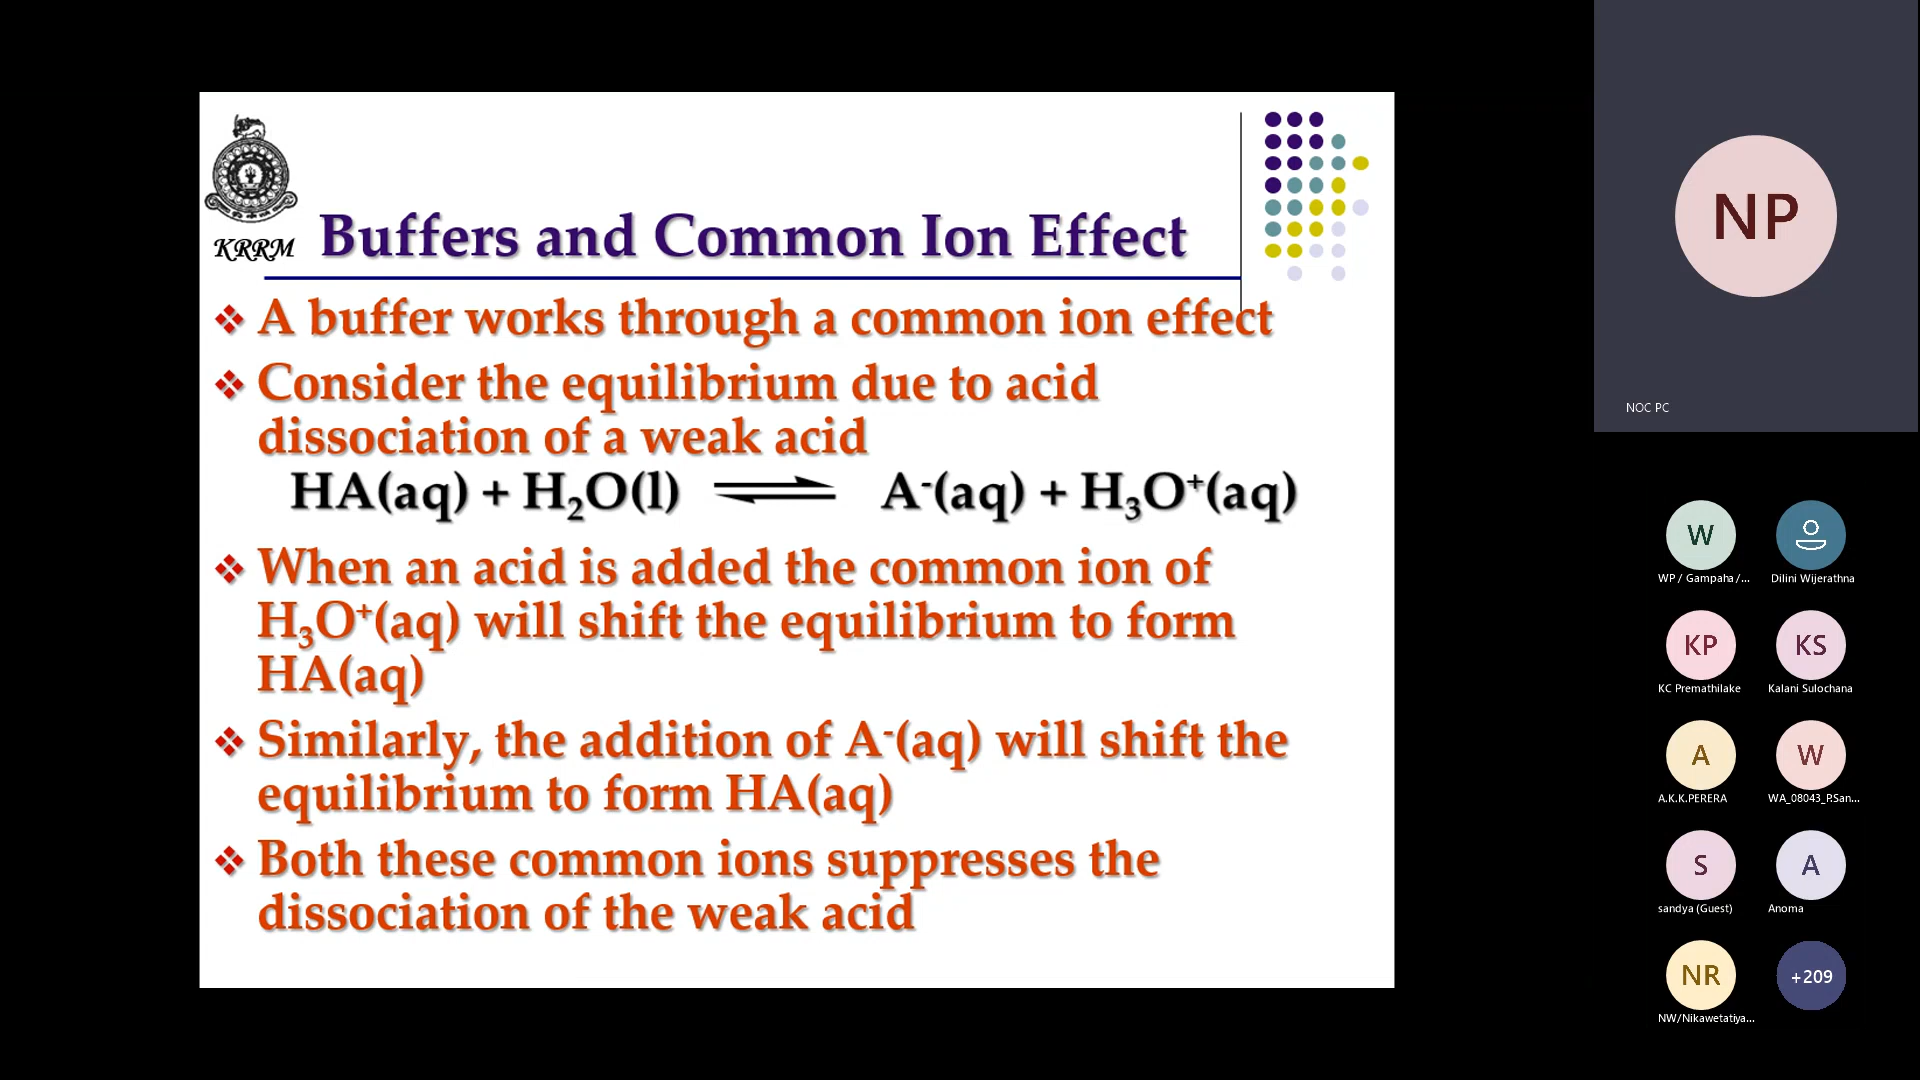 KRRM
Buffers and Common Ion Effect
❖ A buffer works through a common ion effect
❖ Consider the equilibrium due to acid
dissociation of a weak acid
HA(aq) + H₂O(l) ⇌ A⁻(aq) + H₃O⁺(aq)
❖ When an acid is added the common ion of
H₃O⁺(aq) will shift the equilibrium to form
HA(aq)
❖ Similarly, the addition of A⁻(aq) will shift the
equilibrium to form HA(aq)
❖ Both these common ions suppresses the
dissociation of the weak acid
NP
NOC PC
W
WP / Gampaha /...
Dilini Wijerathna
KP
KS
KC Premathilake
Kalani Sulochana
A
W
A.K.K.PERERA
WA_08043_P.San...
S
A
sandya (Guest)
Anoma
NR
+209
NW/Nikawetatiya...